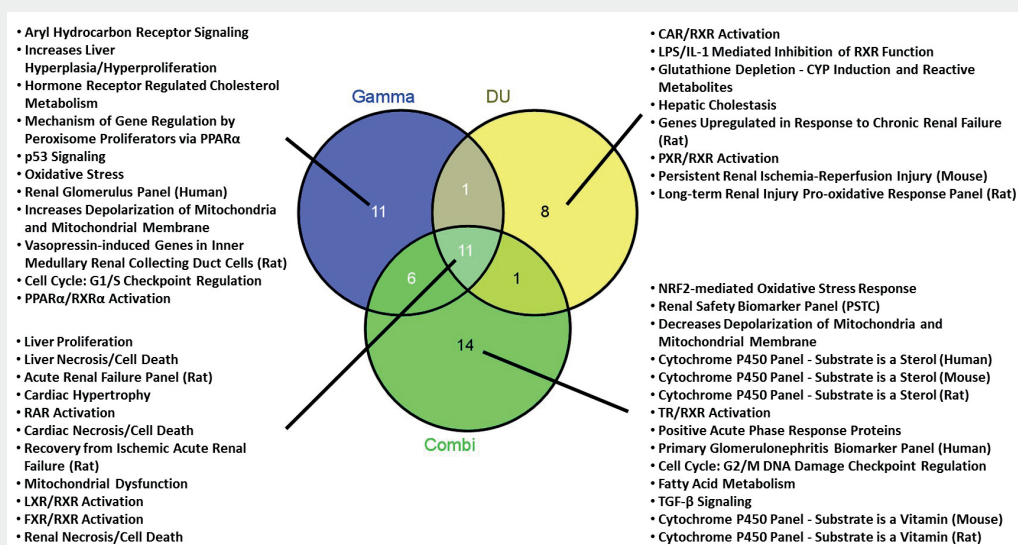 • Aryl Hydrocarbon Receptor Signaling
• Increases Liver
Hyperplasia/Hyperproliferation
• Hormone Receptor Regulated Cholesterol
Metabolism
• Mechanism of Gene Regulation by
Peroxisome Proliferators via PPARα
• p53 Signaling
• Oxidative Stress
• Renal Glomerulus Panel (Human)
• Increases Depolarization of Mitochondria
and Mitochondrial Membrane
• Vasopressin-induced Genes in Inner
Medullary Renal Collecting Duct Cells (Rat)
• Cell Cycle: G1/S Checkpoint Regulation
• PPARα/RXRα Activation
• Liver Proliferation
• Liver Necrosis/Cell Death
• Acute Renal Failure Panel (Rat)
• Cardiac Hypertrophy
• RAR Activation
• Cardiac Necrosis/Cell Death
• Recovery from Ischemic Acute Renal
Failure (Rat)
• Mitochondrial Dysfunction
• LXR/RXR Activation
• FXR/RXR Activation
• Renal Necrosis/Cell Death
Gamma
DU
1
11
8
11
6
1
14
Combi
• CAR/RXR Activation
• LPS/IL-1 Mediated Inhibition of RXR Function
• Glutathione Depletion - CYP Induction and Reactive
Metabolites
• Hepatic Cholestasis
• Genes Upregulated in Response to Chronic Renal Failure
(Rat)
• PXR/RXR Activation
• Persistent Renal Ischemia-Reperfusion Injury (Mouse)
• Long-term Renal Injury Pro-oxidative Response Panel (Rat)
• NRF2-mediated Oxidative Stress Response
• Renal Safety Biomarker Panel (PSTC)
• Decreases Depolarization of Mitochondria and
Mitochondrial Membrane
• Cytochrome P450 Panel - Substrate is a Sterol (Human)
• Cytochrome P450 Panel - Substrate is a Sterol (Mouse)
• Cytochrome P450 Panel - Substrate is a Sterol (Rat)
• TR/RXR Activation
• Positive Acute Phase Response Proteins
• Primary Glomerulonephritis Biomarker Panel (Human)
• Cell Cycle: G2/M DNA Damage Checkpoint Regulation
• Fatty Acid Metabolism
• TGF-β Signaling
• Cytochrome P450 Panel - Substrate is a Vitamin (Mouse)
• Cytochrome P450 Panel - Substrate is a Vitamin (Rat)